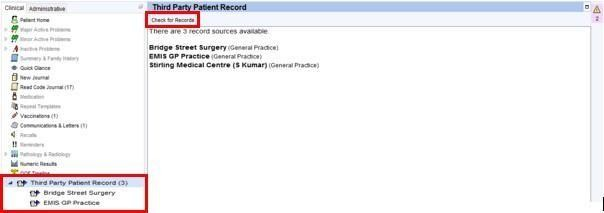 Clinical Administrative
Patient Home
Major Active Problems
Minor Active Problems
Inactive Problems
Summary & Family History
Quick Glance
New Journal
Read Code Journal (17)
Medication
Repeat Templates
Vaccinations (1)
Communications & Letters (1)
Recalls
Reminders
Pathology & Radiology
Numeric Results
QOF Timeline
Third Party Patient Record (3)
Bridge Street Surgery
EMIS GP Practice
Third Party Patient Record
Check for Records
There are 3 record sources available.
Bridge Street Surgery (General Practice)
EMIS GP Practice (General Practice)
Stirling Medical Centre (S Kumar) (General Practice)
2